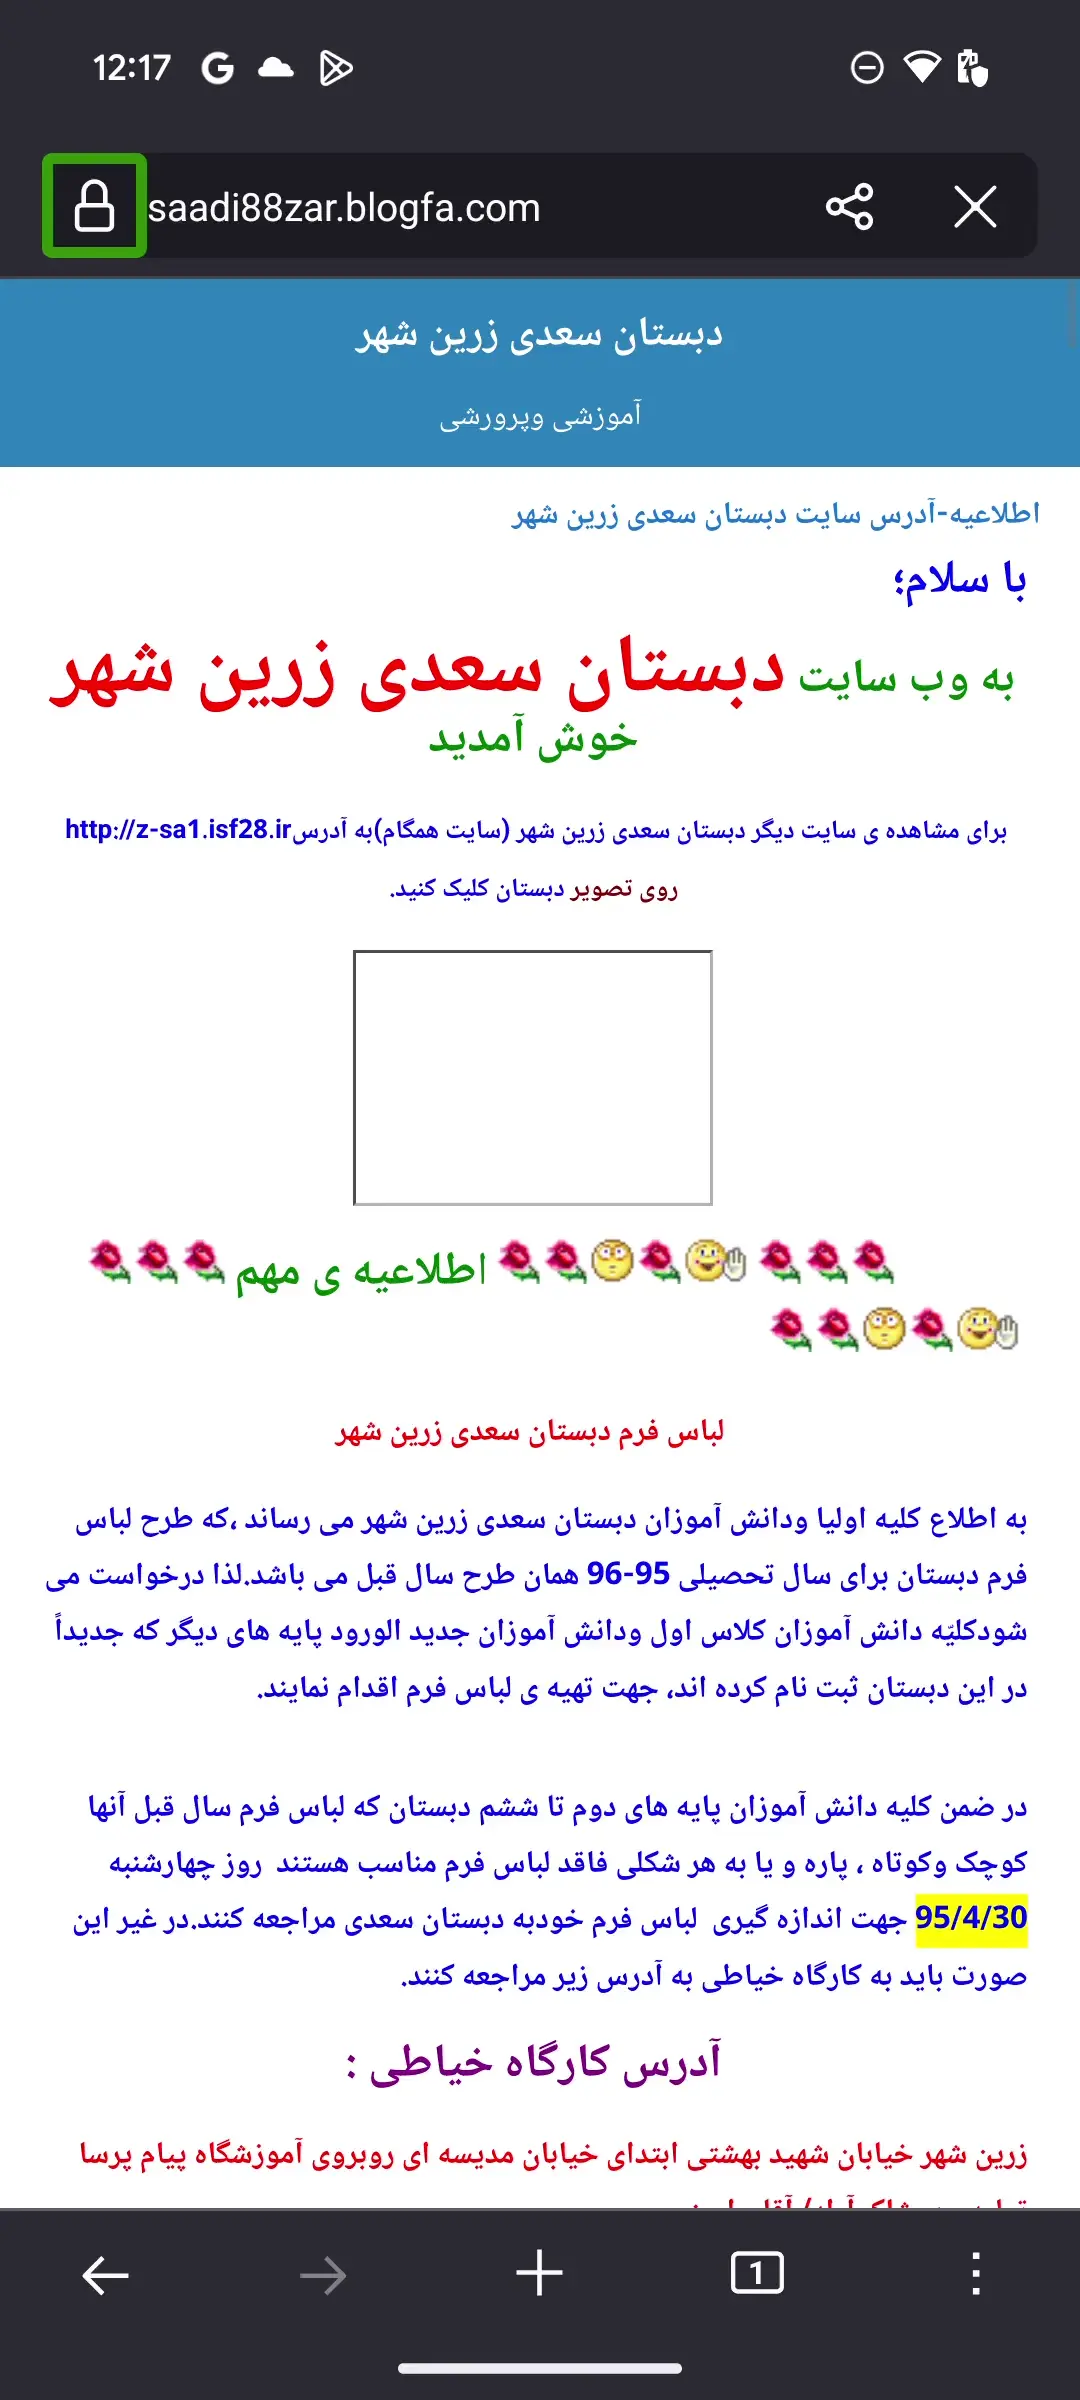 12:17
saadi88zar.blogfa.com
دبستان سعدی زرین شهر
آموزشی وپرورشی
اطلاعیه-آدرس سایت دبستان سعدی زرین شهر
با سلام؛
به وب سایت دبستان سعدی زرین شهر
خوش آمدید
برای مشاهده ی سایت دیگر دبستان سعدی زرین شهر (سایت همگام)به آدرسhttp://z-sa1.isf28.ir
روی تصویر دبستان کلیک کنید.
اطلاعیه ی مهم
لباس فرم دبستان سعدی زرین شهر
به اطلاع کلیه اولیا ودانش آموزان دبستان سعدی زرین شهر می رساند ،که طرح لباس
فرم دبستان برای سال تحصیلی 95-96 همان طرح سال قبل می باشد.لذا درخواست می
شودکلیّه دانش آموزان کلاس اول ودانش آموزان جدید الورود پایه های دیگر که جدیداً
در این دبستان ثبت نام کرده اند، جهت تهیه ی لباس فرم اقدام نمایند.
در ضمن کلیه دانش آموزان پایه های دوم تا ششم دبستان که لباس فرم سال قبل آنها
کوچک وکوتاه ، پاره و یا به هر شکلی فاقد لباس فرم مناسب هستند روز چهارشنبه
95/4/30 جهت اندازه گیری لباس فرم خودبه دبستان سعدی مراجعه کنند.در غیر این
صورت باید به کارگاه خیاطی به آدرس زیر مراجعه کنند.
آدرس کارگاه خیاطی :
زرین شهر خیابان شهید بهشتی ابتدای خیابان مدیسه ای روبروی آموزشگاه پیام پرسا
1